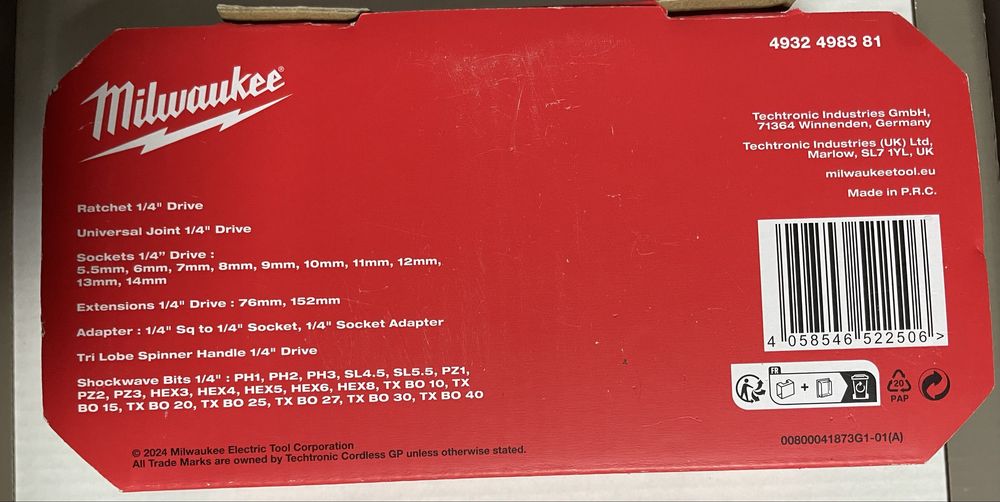 Milwaukee®
4932 4983 81
Techtronic Industries GmbH,
71364 Winnenden, Germany
Techtronic Industries (UK) Ltd,
Marlow, SL7 1YL, UK
milwaukeetool.eu
Made in P.R.C.
Ratchet 1/4" Drive
Universal Joint 1/4" Drive
Sockets 1/4” Drive :
5.5mm, 6mm, 7mm, 8mm, 9mm, 10mm, 11mm, 12mm,
13mm, 14mm
Extensions 1/4" Drive : 76mm, 152mm
Adapter : 1/4" Sq to 1/4" Socket, 1/4" Socket Adapter
Tri Lobe Spinner Handle 1/4" Drive
Shockwave Bits 1/4" : PH1, PH2, PH3, SL4.5, SL5.5, PZ1,
PZ2, PZ3, HEX3, HEX4, HEX5, HEX6, HEX8, TX BO 10, TX
BO 15, TX BO 20, TX BO 25, TX BO 27, TX BO 30, TX BO 40
4 058546 522506 >
FR
+
20
PAP
© 2024 Milwaukee Electric Tool Corporation
All Trade Marks are owned by Techtronic Cordless GP unless otherwise stated.
00800041873G1-01(A)